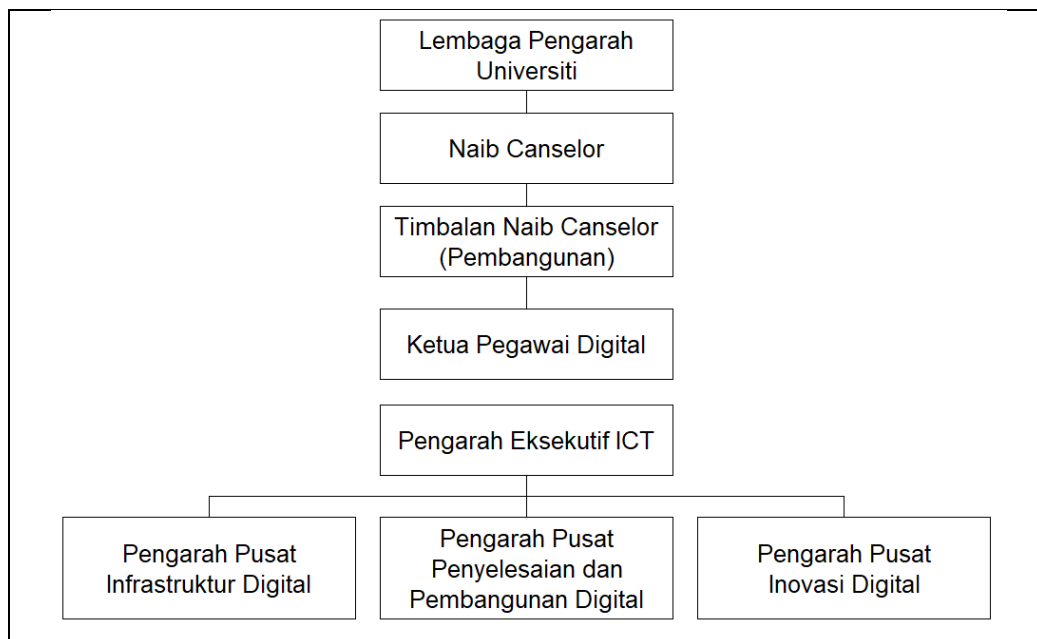 Lembaga Pengarah
Universiti
Naib Canselor
Timbalan Naib Canselor
(Pembangunan)
Ketua Pegawai Digital
Pengarah Eksekutif ICT
Pengarah Pusat
Infrastruktur Digital
Pengarah Pusat
Penyelesaian dan
Pembangunan Digital
Pengarah Pusat
Inovasi Digital